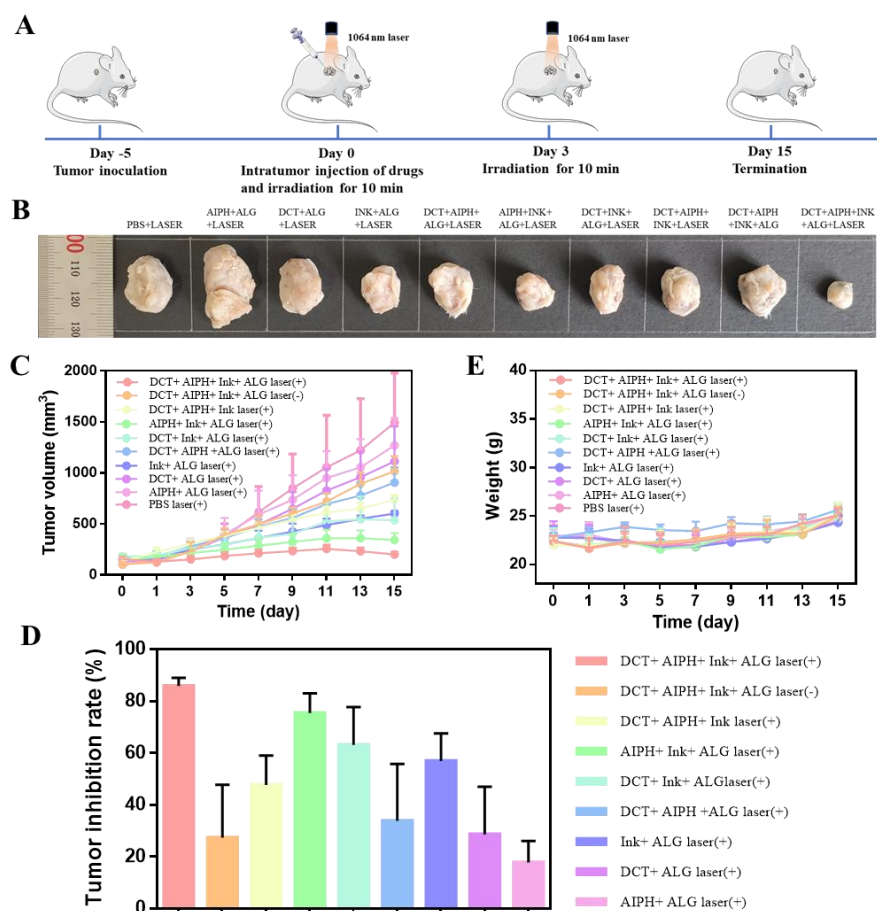 A
1064 nm laser
1064 nm laser
Day -5
Tumor inoculation
Day 0
Intratumor injection of drugs
and irradiation for 10 min
Day 3
Irradiation for 10 min
Day 15
Termination
B
PBS+LASER
AIPH+ALG
+LASER
DCT+ALG
+LASER
INK+ALG
+LASER
DCT+AIPH+
ALG+LASER
AIPH+INK+
ALG+LASER
DCT+INK+
ALG+LASER
DCT+AIPH+
INK+LASER
DCT+AIPH
+INK+ALG
DCT+AIPH+INK
+ALG+LASER
00
110
120
130
C
Tumor volume (mm³)
2000
1500
1000
500
0
DCT+ AIPH+ Ink+ ALG laser(+)
DCT+ AIPH+ Ink+ ALG laser(-)
DCT+ AIPH+ Ink laser(+)
AIPH+ Ink+ ALG laser(+)
DCT+ Ink+ ALG laser(+)
DCT+ AIPH +ALG laser(+)
Ink+ ALG laser(+)
DCT+ ALG laser(+)
AIPH+ ALG laser(+)
PBS laser(+)
0 1 3 5 7 9 11 13 15
Time (day)
E
Weight (g)
40
35
30
25
20
DCT+ AIPH+ Ink+ ALG laser(+)
DCT+ AIPH+ Ink+ ALG laser(-)
DCT+ AIPH+ Ink laser(+)
AIPH+ Ink+ ALG laser(+)
DCT+ Ink+ ALG laser(+)
DCT+ AIPH +ALG laser(+)
Ink+ ALG laser(+)
DCT+ ALG laser(+)
AIPH+ ALG laser(+)
PBS laser(+)
0 1 3 5 7 9 11 13 15
Time (day)
D
Tumor inhibition rate (%)
100
80
60
40
20
0
DCT+ AIPH+ Ink+ ALG laser(+)
DCT+ AIPH+ Ink+ ALG laser(-)
DCT+ AIPH+ Ink laser(+)
AIPH+ Ink+ ALG laser(+)
DCT+ Ink+ ALGlaser(+)
DCT+ AIPH +ALG laser(+)
Ink+ ALG laser(+)
DCT+ ALG laser(+)
AIPH+ ALG laser(+)